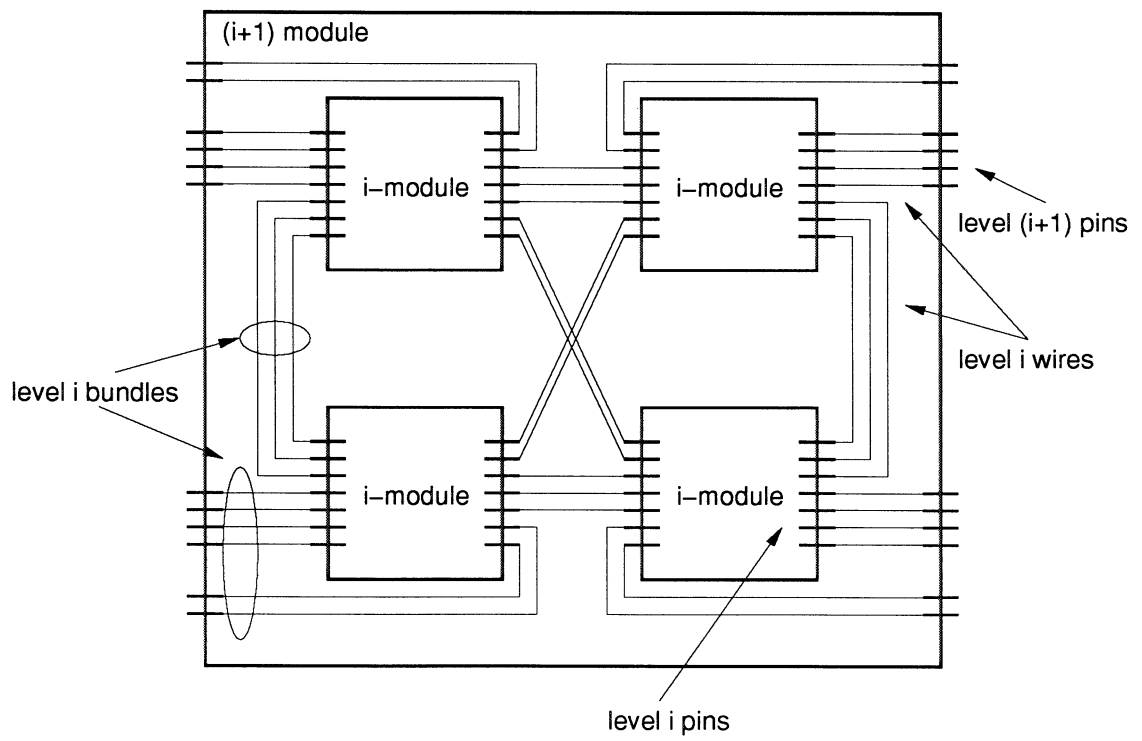 (i+1) module
i–module
i–module
level (i+1) pins
level i wires
level i bundles
i–module
i–module
level i pins